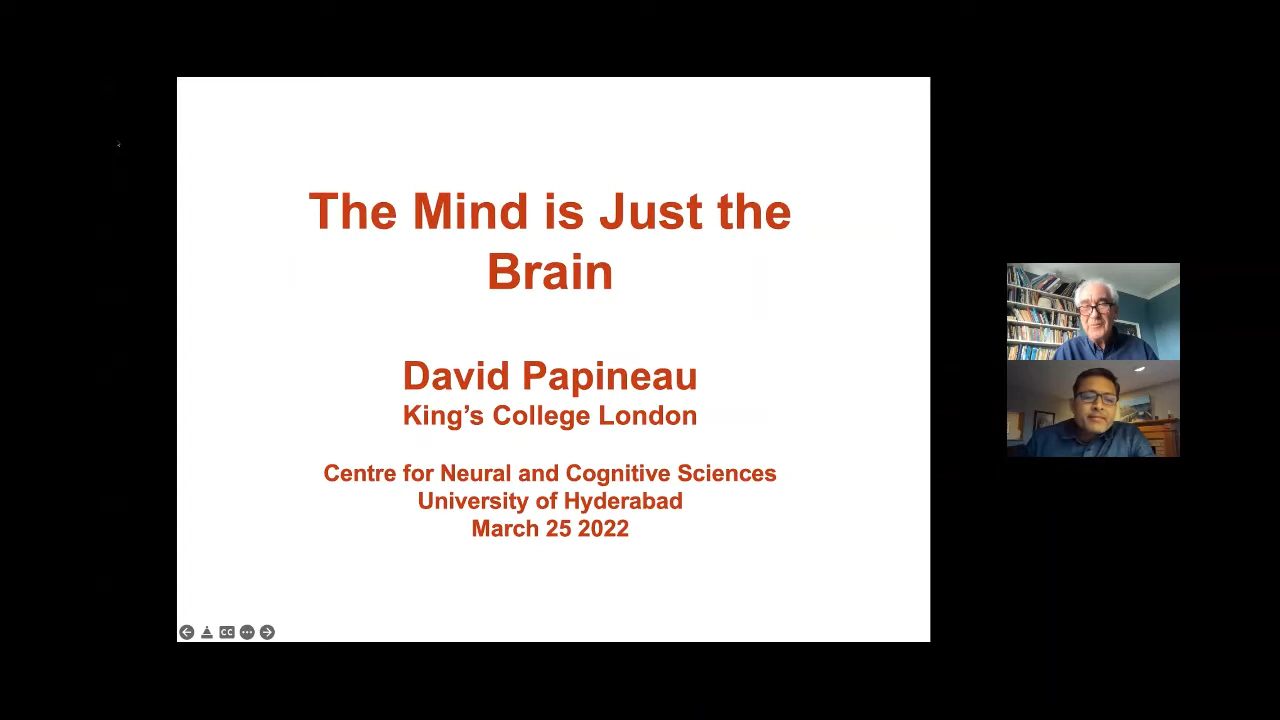 The Mind is Just the
Brain
David Papineau
King's College London
Centre for Neural and Cognitive Sciences
University of Hyderabad
March 25 2022
CC